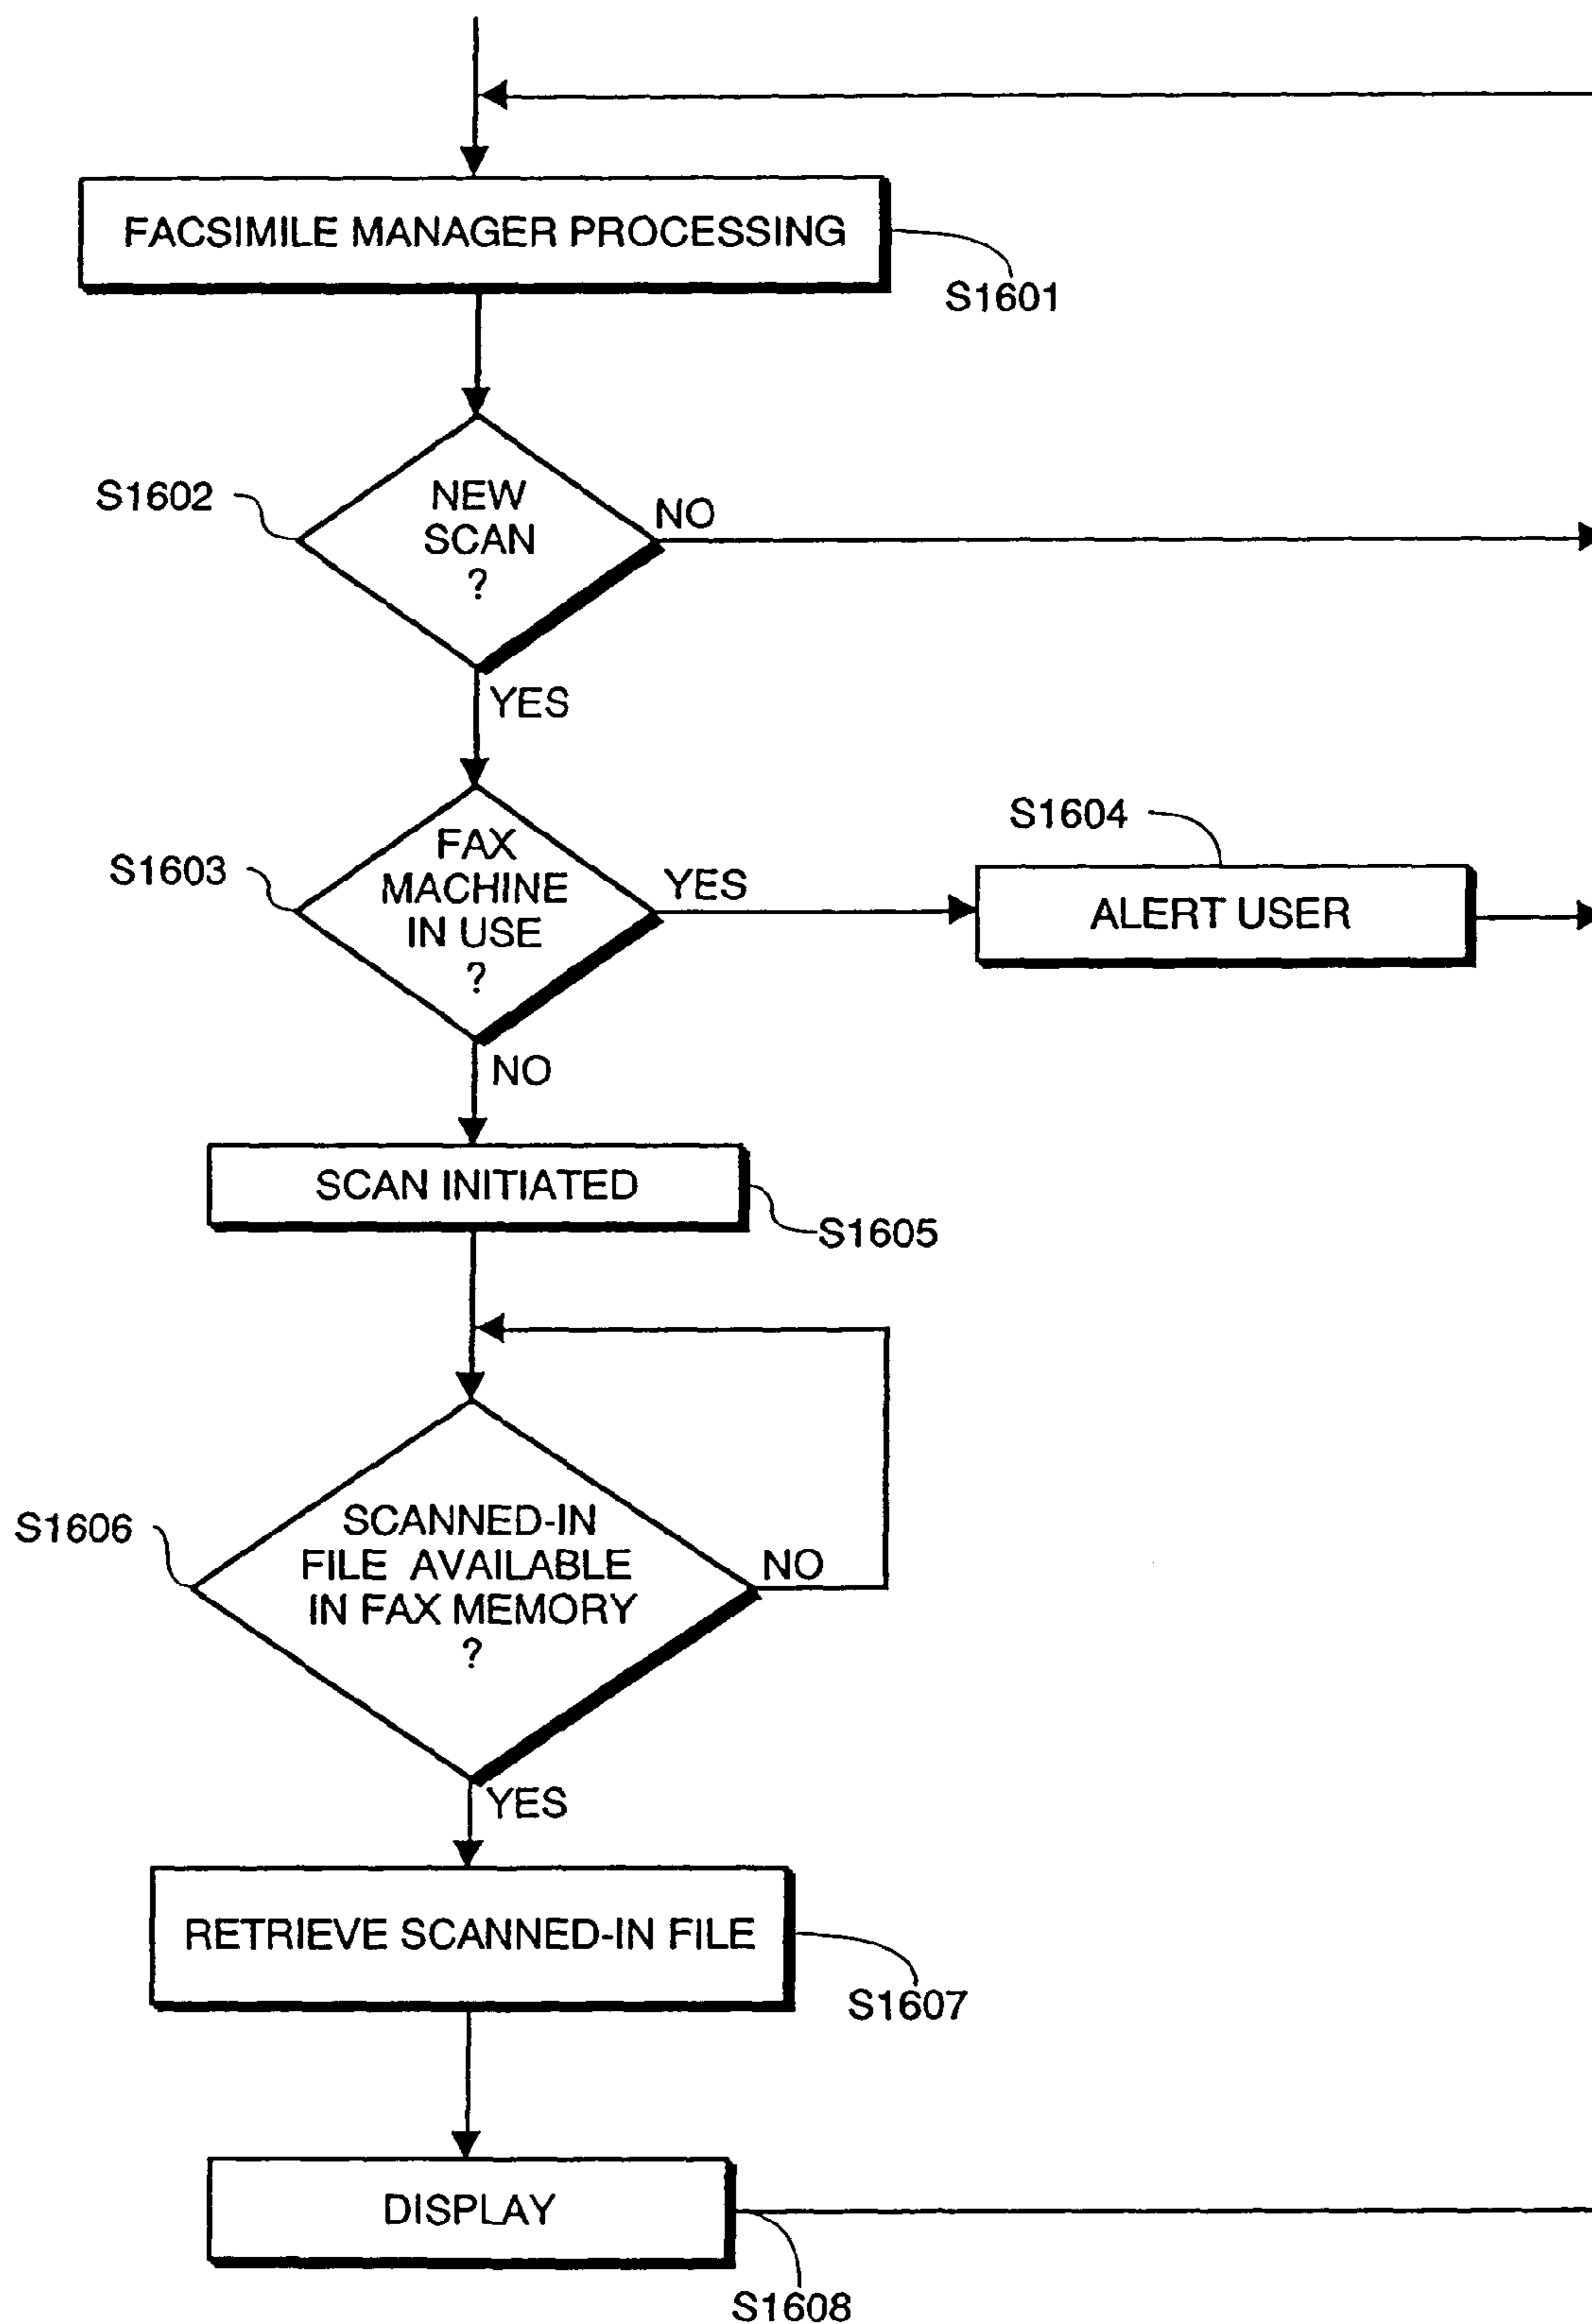 FACSIMILE MANAGER PROCESSING
S1601
S1602
NEW
SCAN
?
NO
YES
S1603
FAX
MACHINE
IN USE
?
YES
S1604
ALERT USER
NO
SCAN INITIATED
S1605
S1606
SCANNED-IN
FILE AVAILABLE
IN FAX MEMORY
?
NO
YES
RETRIEVE SCANNED-IN FILE
S1607
DISPLAY
S1608